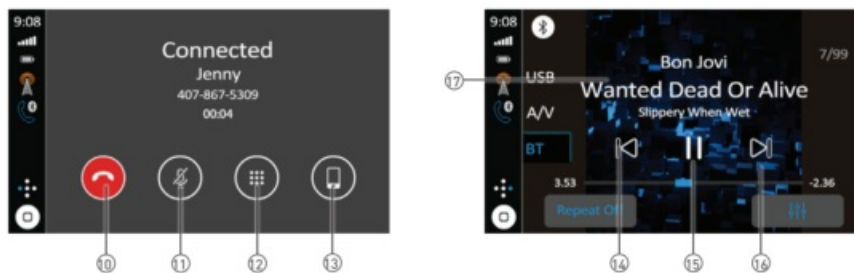 9:08
Connected
Jenny
407-867-5309
00:04
10
11
12
13
9:08
7/99
Bon Jovi
17
USB
Wanted Dead Or Alive
A/V
Slippery When Wet
BT
3.53
-2.36
Repeat Off
14
15
16